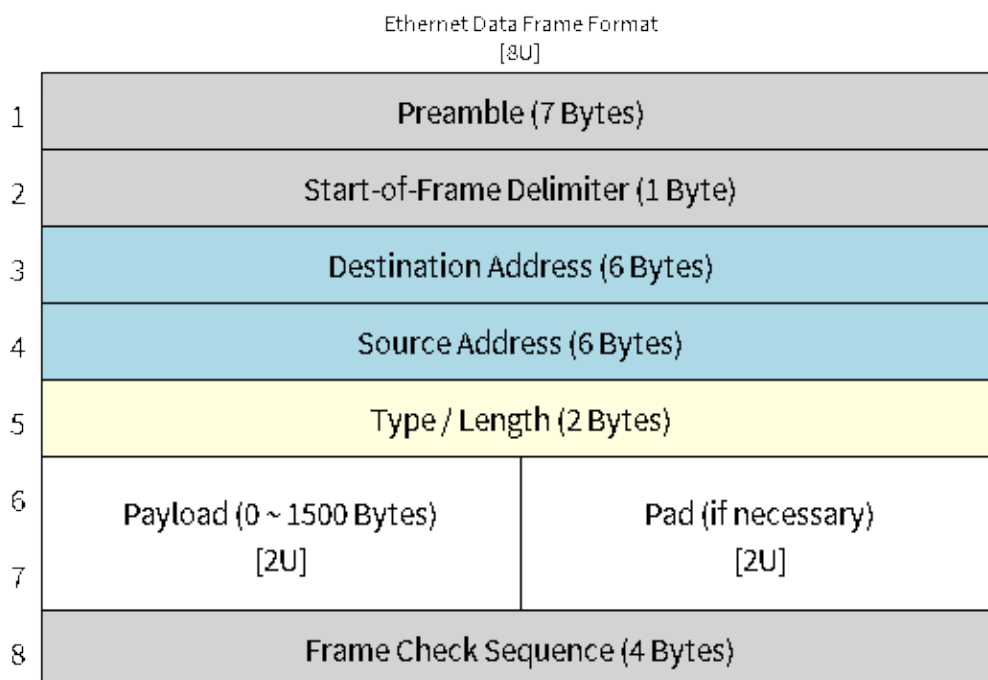 Ethernet Data Frame Format
[8U]
1
Preamble (7 Bytes)
2
Start-of-Frame Delimiter (1 Byte)
3
Destination Address (6 Bytes)
4
Source Address (6 Bytes)
5
Type / Length (2 Bytes)
6
Payload (0 ~ 1500 Bytes)
[2U]
Pad (if necessary)
[2U]
7
8
Frame Check Sequence (4 Bytes)